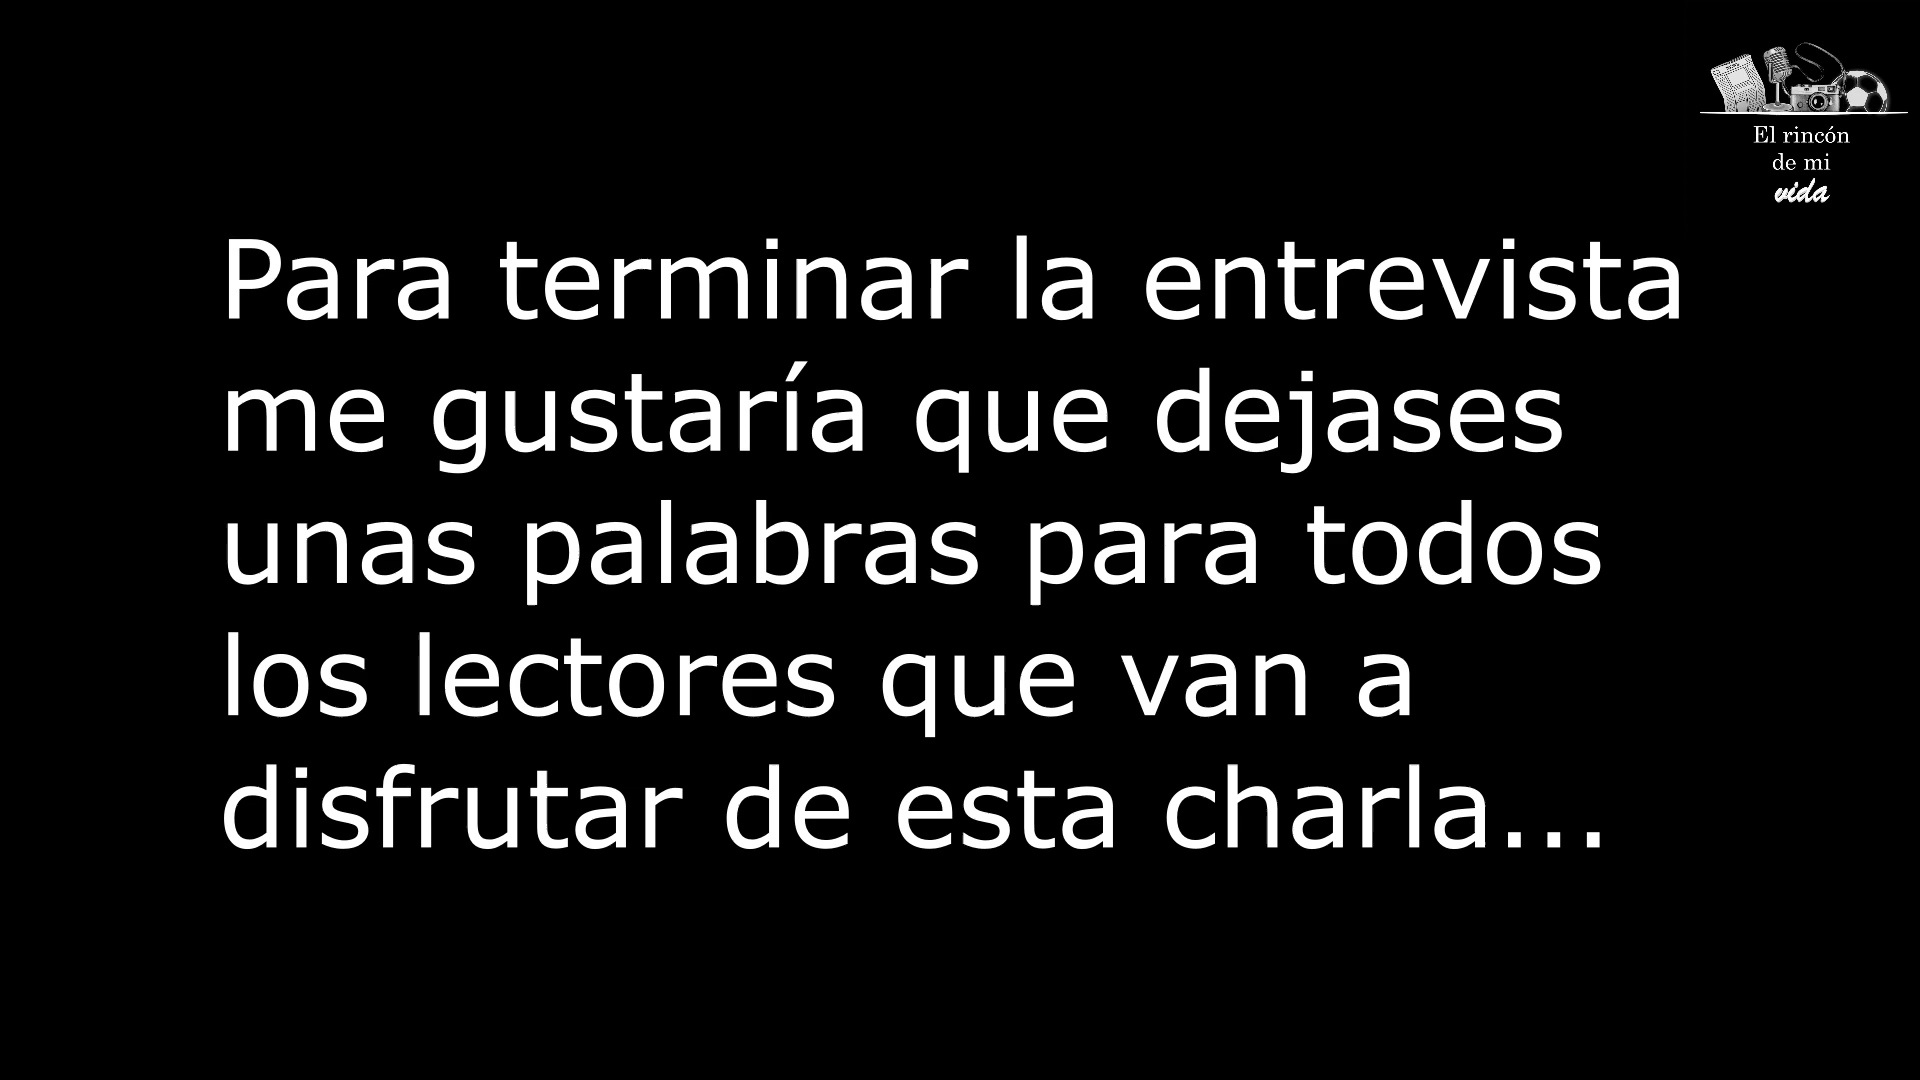 El rincón
de mi
vida
Para terminar la entrevista
me gustaría que dejases
unas palabras para todos
los lectores que van a
disfrutar de esta charla...